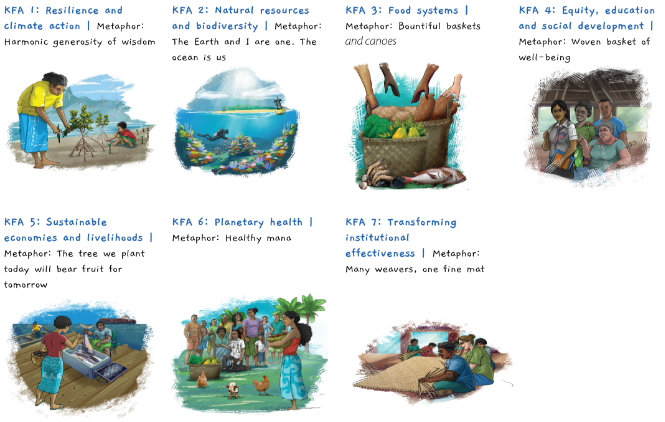 KFA 1: Resilience and
climate action | Metaphor:
Harmonic generosity of wisdom
KFA 2: Natural resources
and biodiversity | Metaphor:
The Earth and I are one. The
ocean is us
KFA 3: Food systems |
Metaphor: Bountiful baskets
and canoes
KFA 4: Equity, education
and social development |
Metaphor: Woven basket of
well-being
KFA 5: Sustainable
economies and livelihoods |
Metaphor: The tree we plant
today will bear fruit for
tomorrow
KFA 6: Planetary health |
Metaphor: Healthy mana
KFA 7: Transforming
institutional
effectiveness | Metaphor:
Many weavers, one fine mat